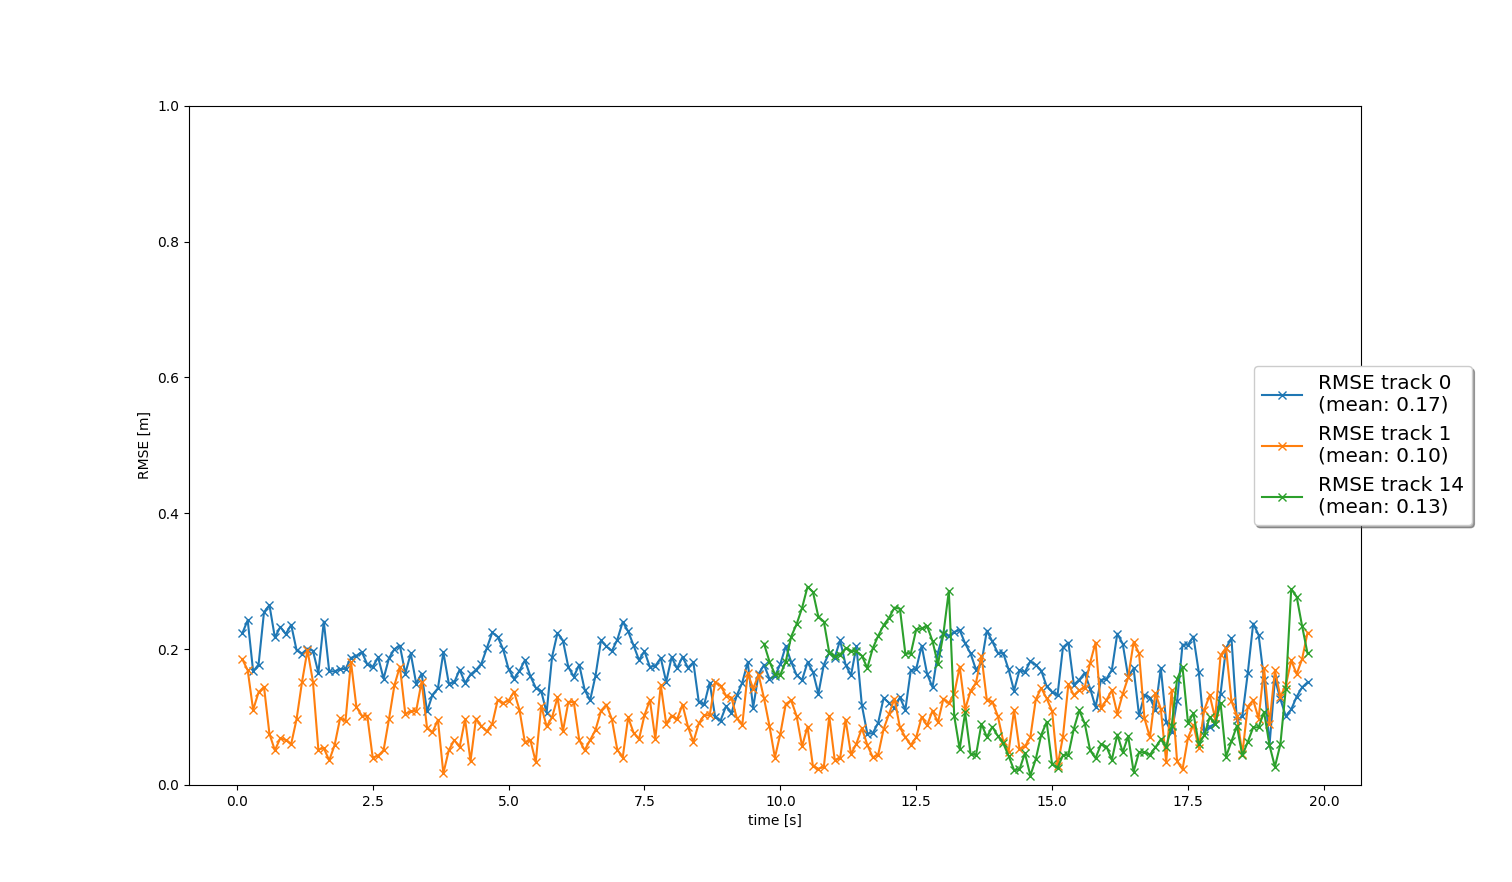 1.0
0.8
0.6
0.4
0.2
0.0
RMSE [m]
0.0 2.5 5.0 7.5 10.0 12.5 15.0 17.5 20.0
time [s]
RMSE track 0
(mean: 0.17)
RMSE track 1
(mean: 0.10)
RMSE track 14
(mean: 0.13)